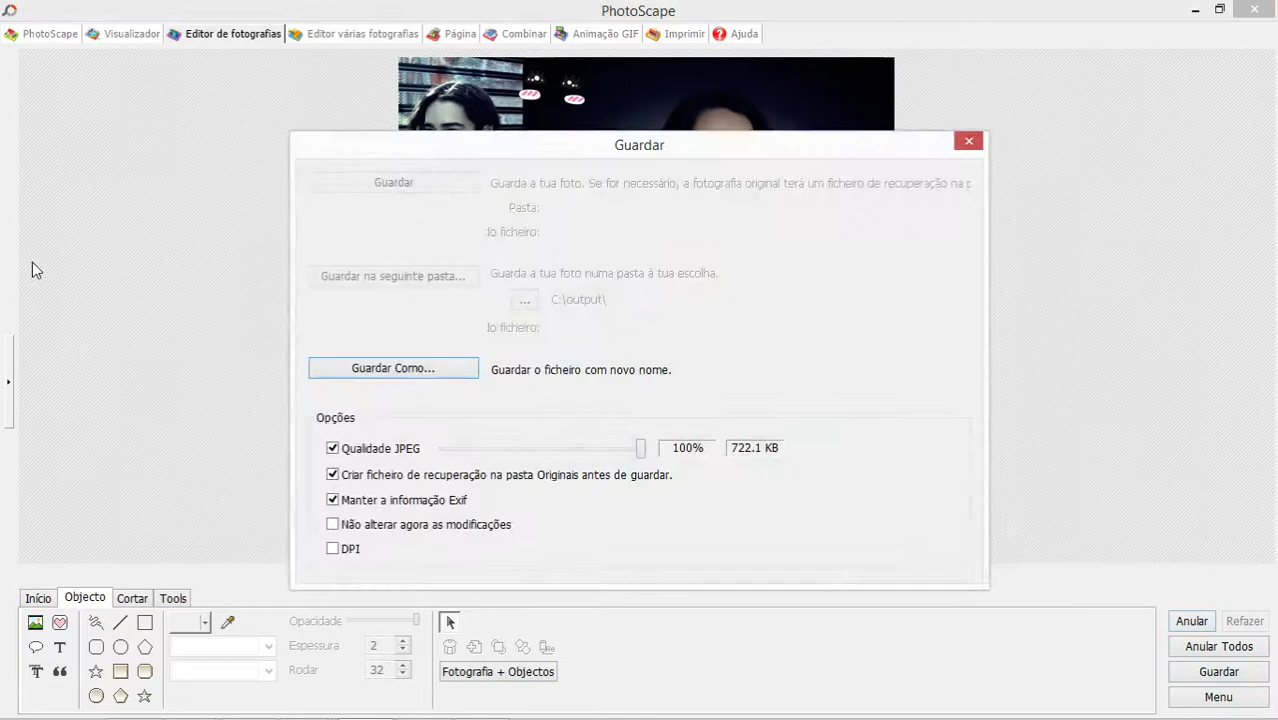 PhotoScape
PhotoScape Visualizador Editor de fotografias Editor várias fotografias Página Combinar Animação GIF Imprimir Ajuda
Guardar
Guardar Guarda a tua foto. Se for necessário, a fotografia original terá um ficheiro de recuperação na p
Pasta:
do ficheiro:
Guardar na seguinte pasta... Guarda a tua foto numa pasta à tua escolha.
... C:\output\
do ficheiro:
Guardar Como... Guardar o ficheiro com novo nome.
Opções
Qualidade JPEG 100% 722.1 KB
Criar ficheiro de recuperação na pasta Originais antes de guardar.
Manter a informação Exif
Não alterar agora as modificações
DPI
Início Objecto Cortar Tools
Opacidade Anular Refazer
Espessura 2 Anular Todos
Rodar 32 Fotografia + Objectos Guardar
Menu